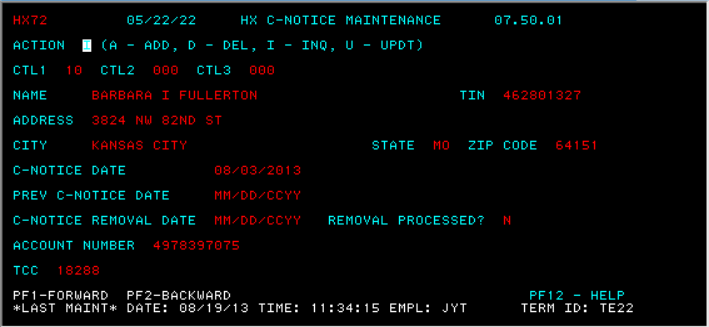 HX72 05/22/22 HX C-NOTICE MAINTENANCE 07.50.01
ACTION I (A - ADD, D - DEL, I - INQ, U - UPDT)
CTL1 10 CTL2 000 CTL3 000
NAME BARBARA I FULLERTON TIN 462801327
ADDRESS 3824 NW 82ND ST
CITY KANSAS CITY STATE MO ZIP CODE 64151
C-NOTICE DATE 08/03/2013
PREV C-NOTICE DATE MM/DD/CCYY
C-NOTICE REMOVAL DATE MM/DD/CCYY REMOVAL PROCESSED? N
ACCOUNT NUMBER 4978397075
TCC 18288
PF1-FORWARD PF2-BACKWARD PF12 - HELP
*LAST MAINT* DATE: 08/19/13 TIME: 11:34:15 EMPL: JYT TERM ID: TE22